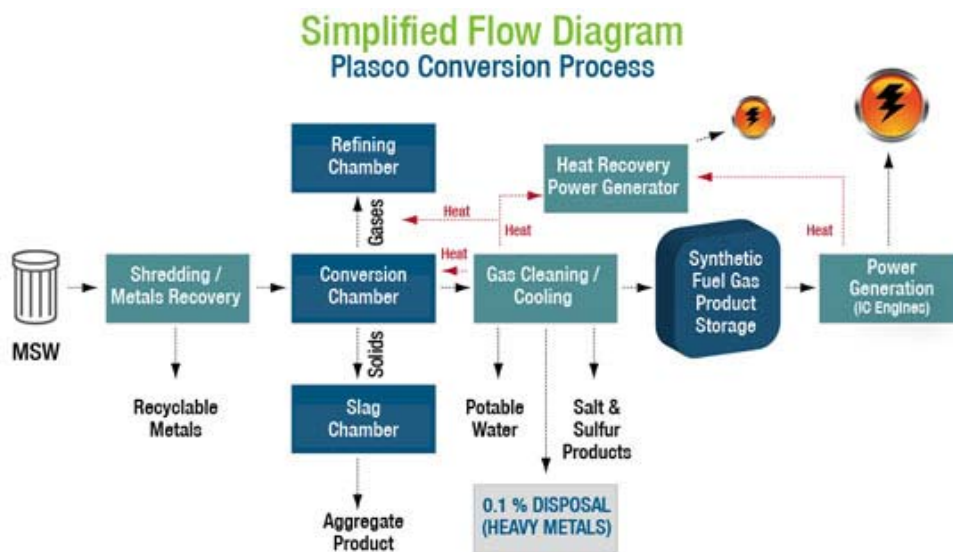 Simplified Flow Diagram
Plasco Conversion Process
Refining
Chamber
Heat Recovery
Power Generator
Gases
Heat
Heat
Heat
Heat
MSW
Shredding /
Metals Recovery
Conversion
Chamber
Gas Cleaning /
Cooling
Synthetic
Fuel Gas
Product
Storage
Power
Generation
(IC Engines)
Solids
Recyclable
Metals
Slag
Chamber
Potable
Water
Salt &
Sulfur
Products
Aggregate
Product
0.1 % DISPOSAL
(HEAVY METALS)